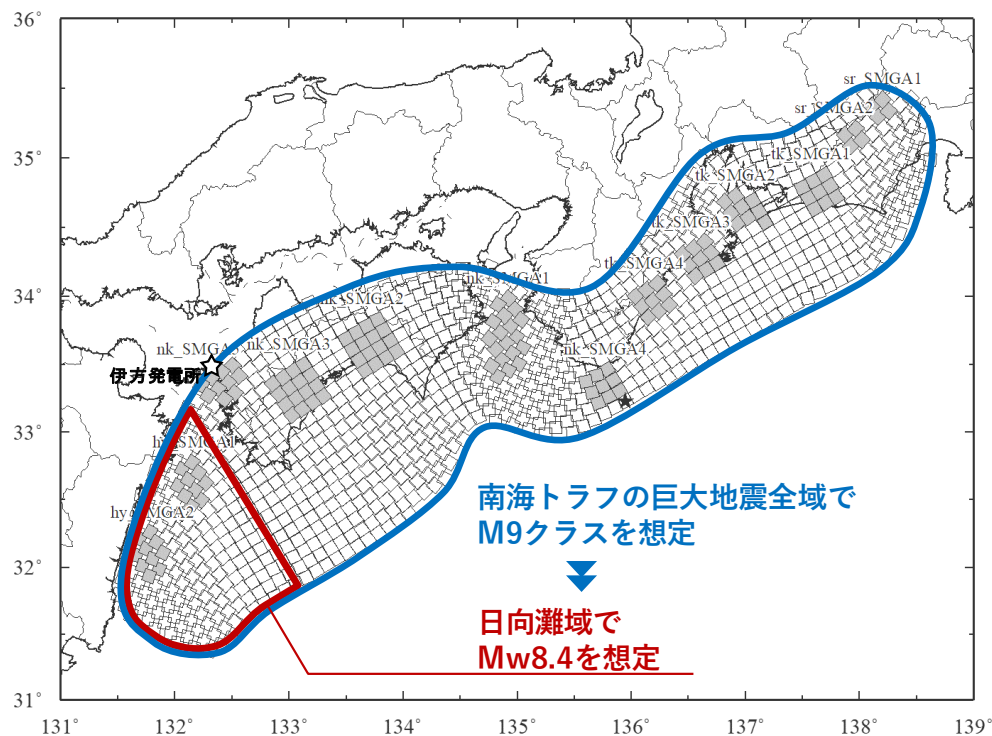 36°
35°
34°
33°
32°
31°
131°
132°
133°
134°
135°
136°
137°
138°
139°
sr_SMGA1
sr_SMGA2
tk_SMGA1
tk_SMGA2
tk_SMGA3
tk_SMGA4
nk_SMGA1
nk_SMGA2
nk_SMGA3
nk_SMGA4
nk_SMGA5
伊方発電所
hy_SMGA1
hy_SMGA2
南海トラフの巨大地震全域で
M9クラスを想定
日向灘域で
Mw8.4を想定